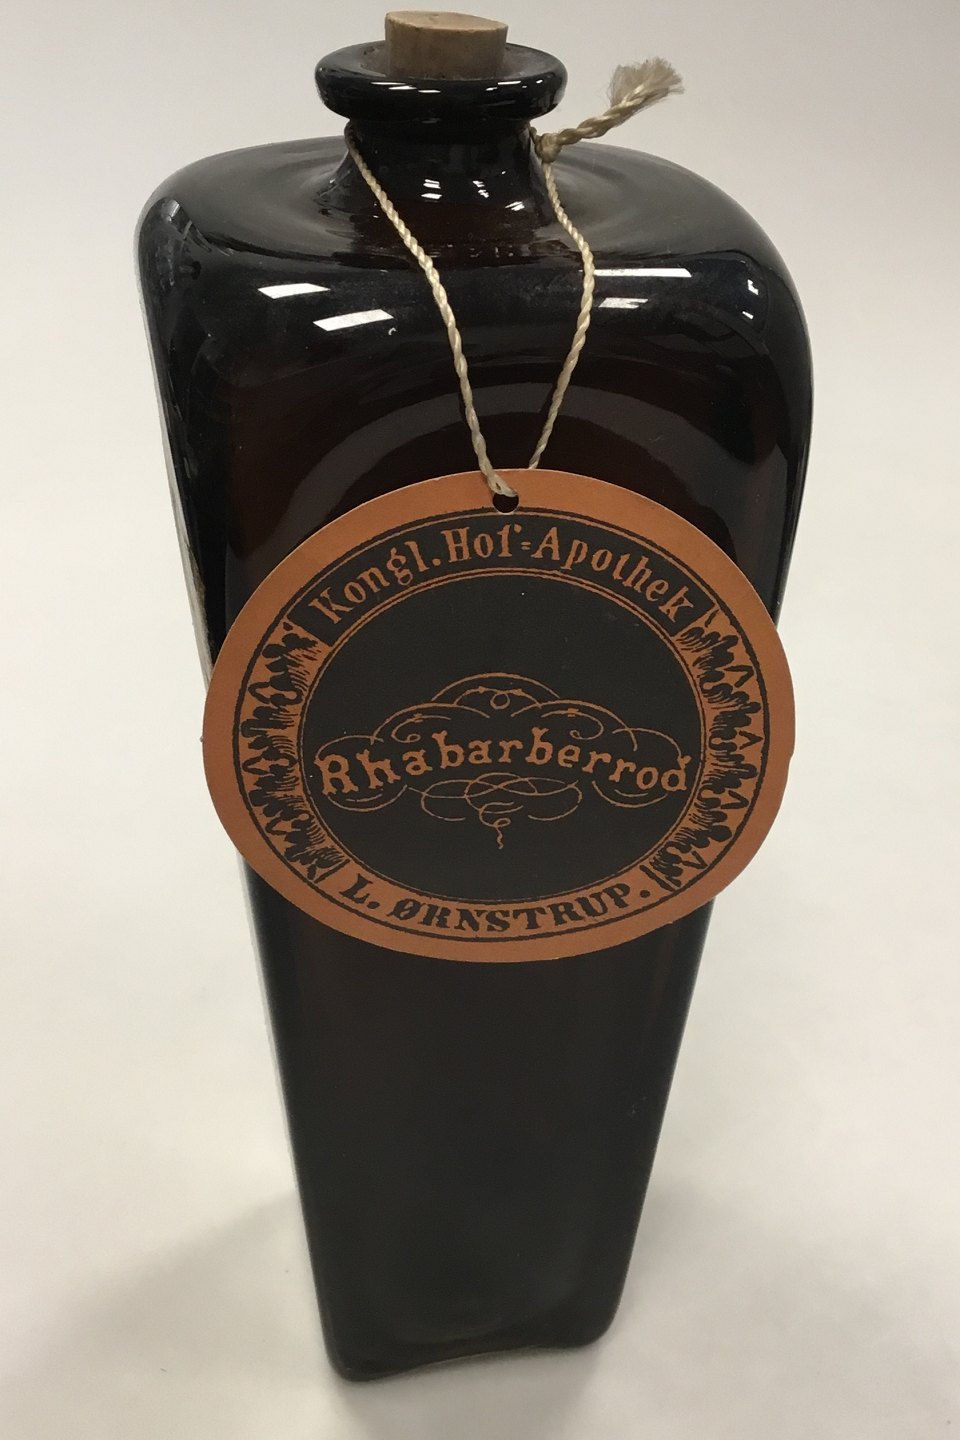 Kongl. Hof=Apothek
Rhabarberrod
L. ØRNSTRUP.